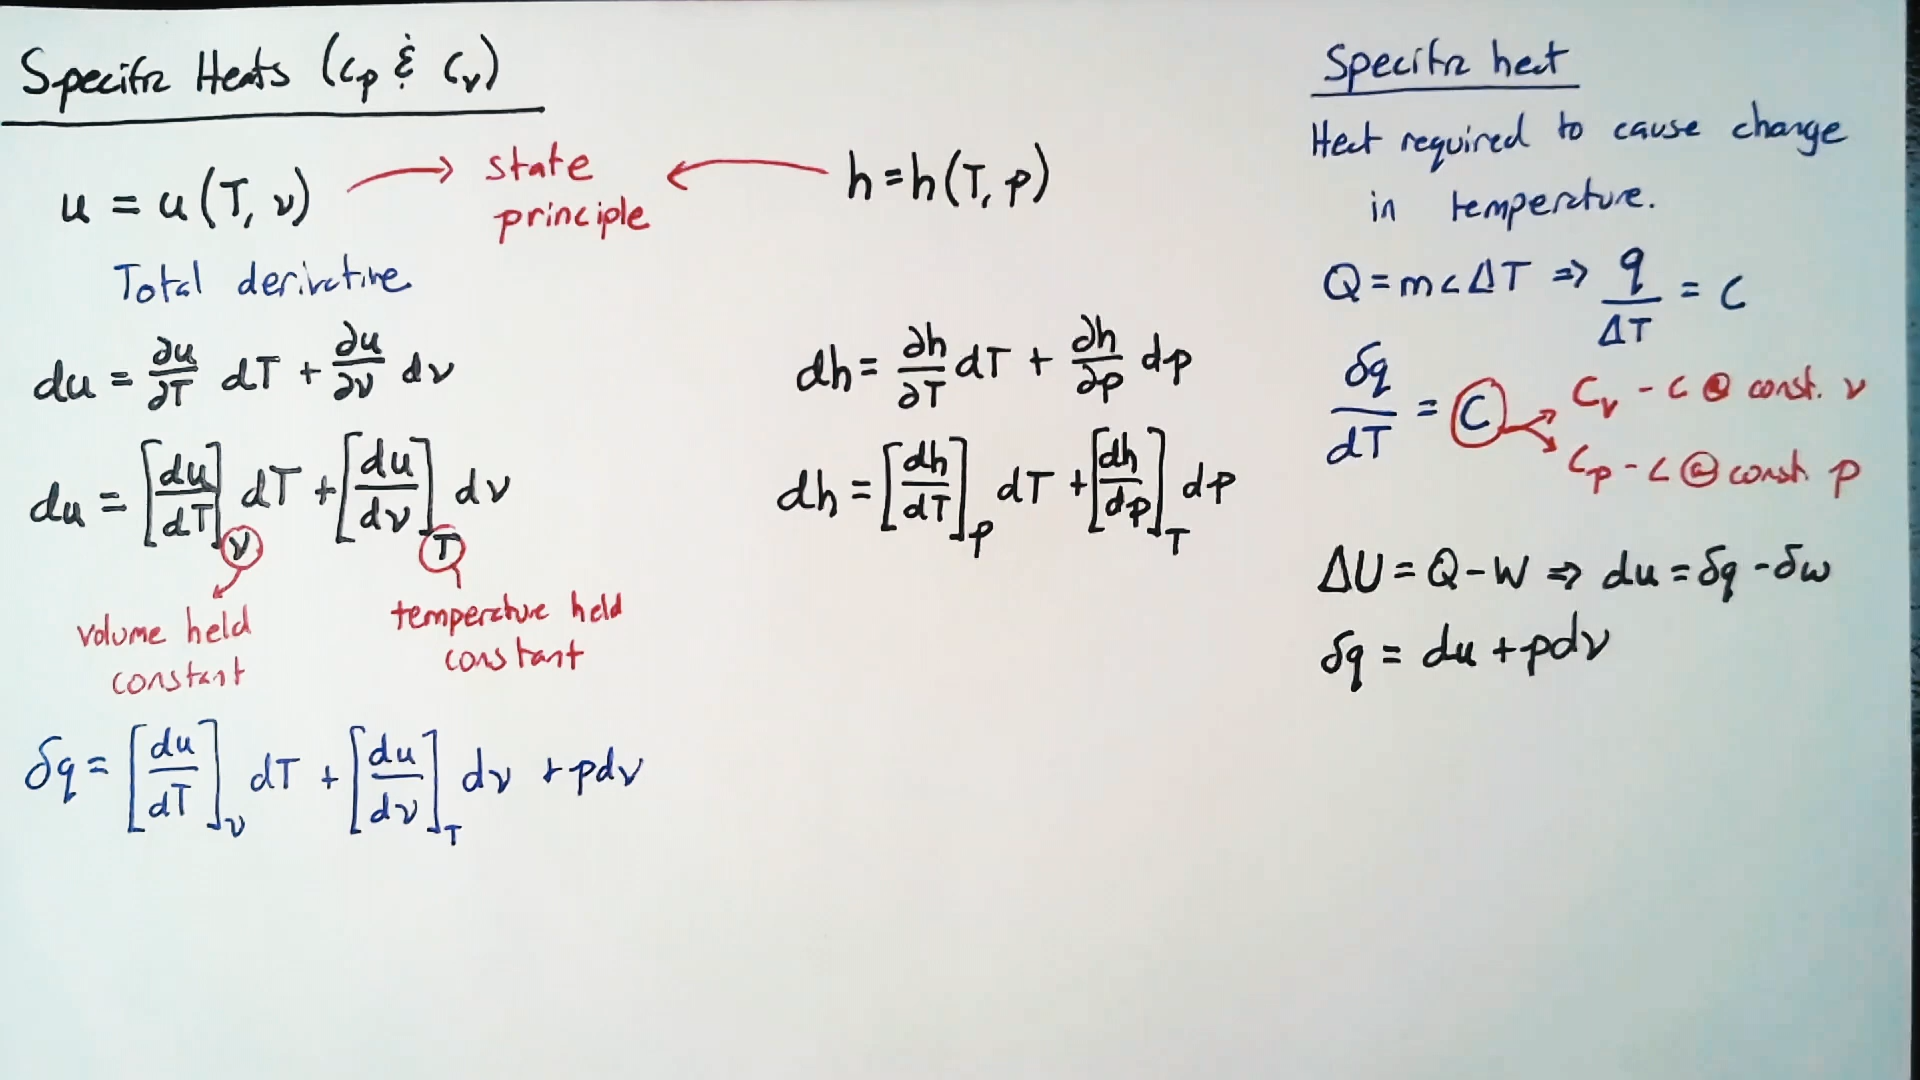 Specific Heats (cp & cv)
u = u(T, v) → state principle ← h = h(T, p)
Total derivative
du = ∂u/∂T dT + ∂u/∂v dv
dh = ∂h/∂T dT + ∂h/∂p dp
du = [du/dT]v dT + [du/dv]T dv
dh = [dh/dT]p dT + [dh/dp]T dp
volume held
constant
temperature held
constant
δq = [du/dT]v dT + [du/dv]T dv + pdv
Specific heat
Heat required to cause change
in temperature.
Q = mcΔT ⇒ q/ΔT = c
δq/dT = c
cv - c @ const. v
cp - c @ const. p
ΔU = Q - W ⇒ du = δq - δw
δq = du + pdv